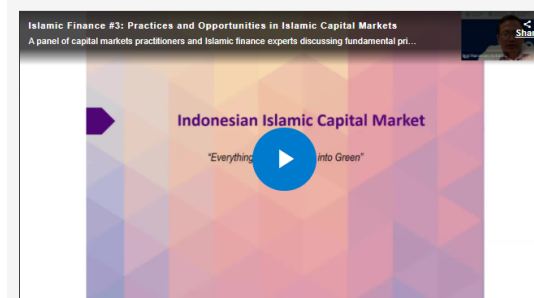 Islamic Finance #3: Practices and Opportunities in Islamic Capital Markets
A panel of capital markets practitioners and Islamic finance experts discussing fundamental pri...
Shar
Indonesian Islamic Capital Market
"Everything into Green"